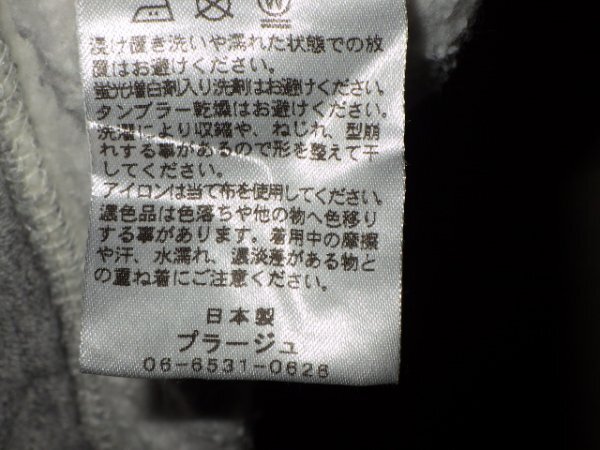 浸け置き洗いや濡れた状態での放
置はお避けください。
蛍光増白剤入り洗剤はお避けください。
タンブラー乾燥はお避けください。
洗濯により収縮や、ねじれ、型崩
れする事があるので形を整えて干
してください。
アイロンは当て布を使用してください。
濃色品は色落ちや他の物へ色移り
する事があります。着用中の摩擦
や汗、水濡れ、濃淡差がある物と
の重ね着にご注意ください。
日本製
プラージュ
06-6531-0626